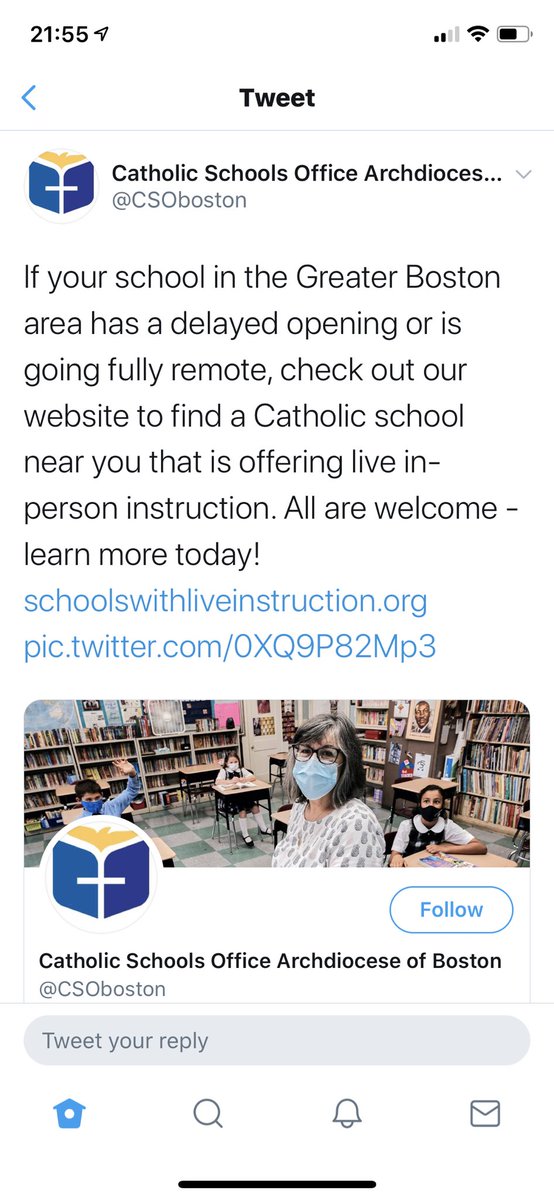 21:55
Tweet
Catholic Schools Office Archdioces...
@CSOboston
If your school in the Greater Boston
area has a delayed opening or is
going fully remote, check out our
website to find a Catholic school
near you that is offering live in-
person instruction. All are welcome -
learn more today!
schoolswithliveinstruction.org
pic.twitter.com/0XQ9P82Mp3
Follow
Catholic Schools Office Archdiocese of Boston
@CSOboston
Tweet your reply